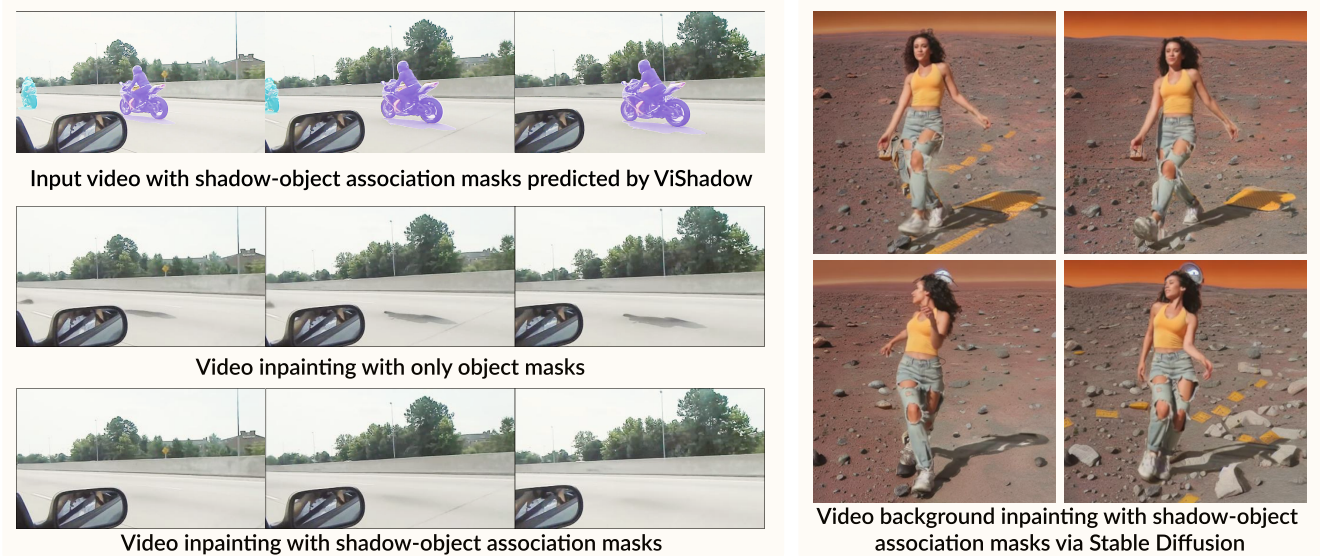 Input video with shadow-object association masks predicted by ViShadow
Video inpainting with only object masks
Video inpainting with shadow-object association masks
Video background inpainting with shadow-object
association masks via Stable Diffusion